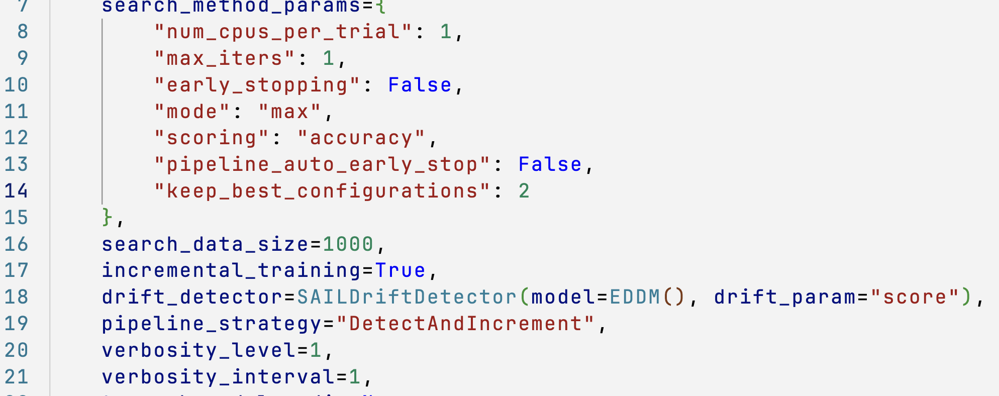 7 search_method_params={
8 "num_cpus_per_trial": 1,
9 "max_iters": 1,
10 "early_stopping": False,
11 "mode": "max",
12 "scoring": "accuracy",
13 "pipeline_auto_early_stop": False,
14 "keep_best_configurations": 2
15 },
16 search_data_size=1000,
17 incremental_training=True,
18 drift_detector=SAILDriftDetector(model=EDDM(), drift_param="score"),
19 pipeline_strategy="DetectAndIncrement",
20 verbosity_level=1,
21 verbosity_interval=1,